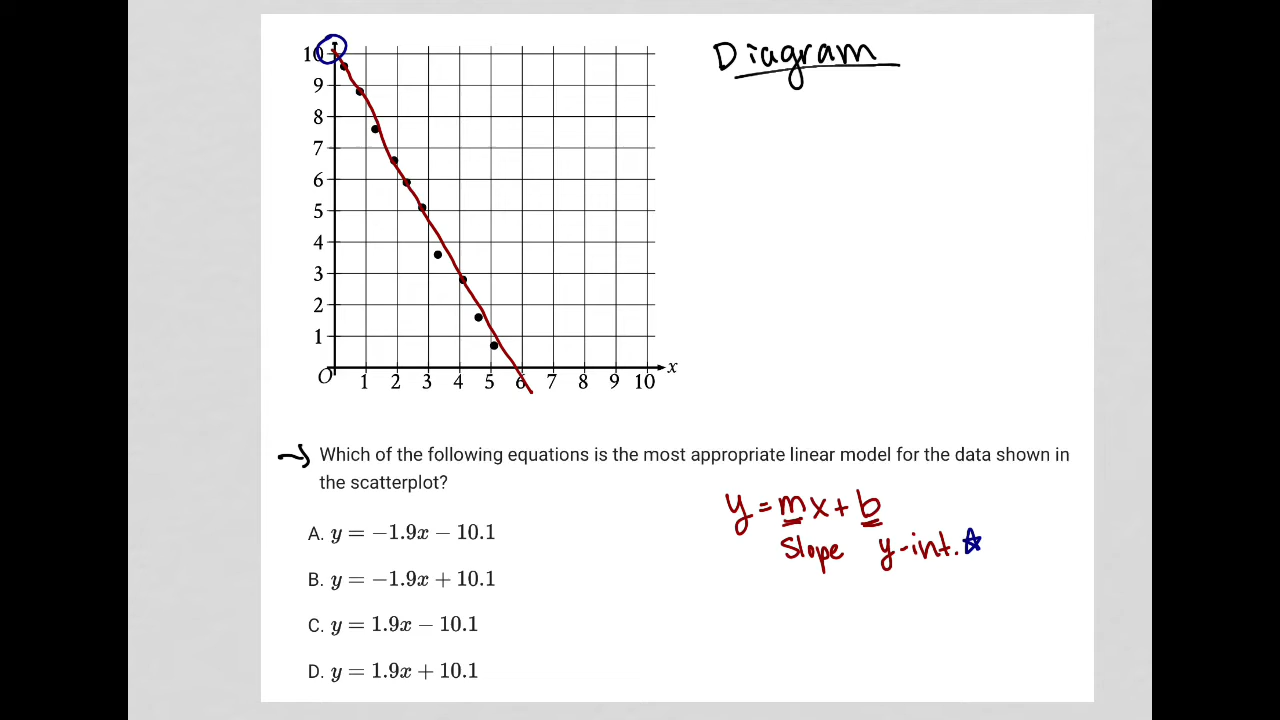 Diagram
10
9
8
7
6
5
4
3
2
1
O 1 2 3 4 5 6 7 8 9 10 x
Which of the following equations is the most appropriate linear model for the data shown in
the scatterplot?
y = mx + b
Slope y-int.
A. y = −1.9x − 10.1
B. y = −1.9x + 10.1
C. y = 1.9x − 10.1
D. y = 1.9x + 10.1